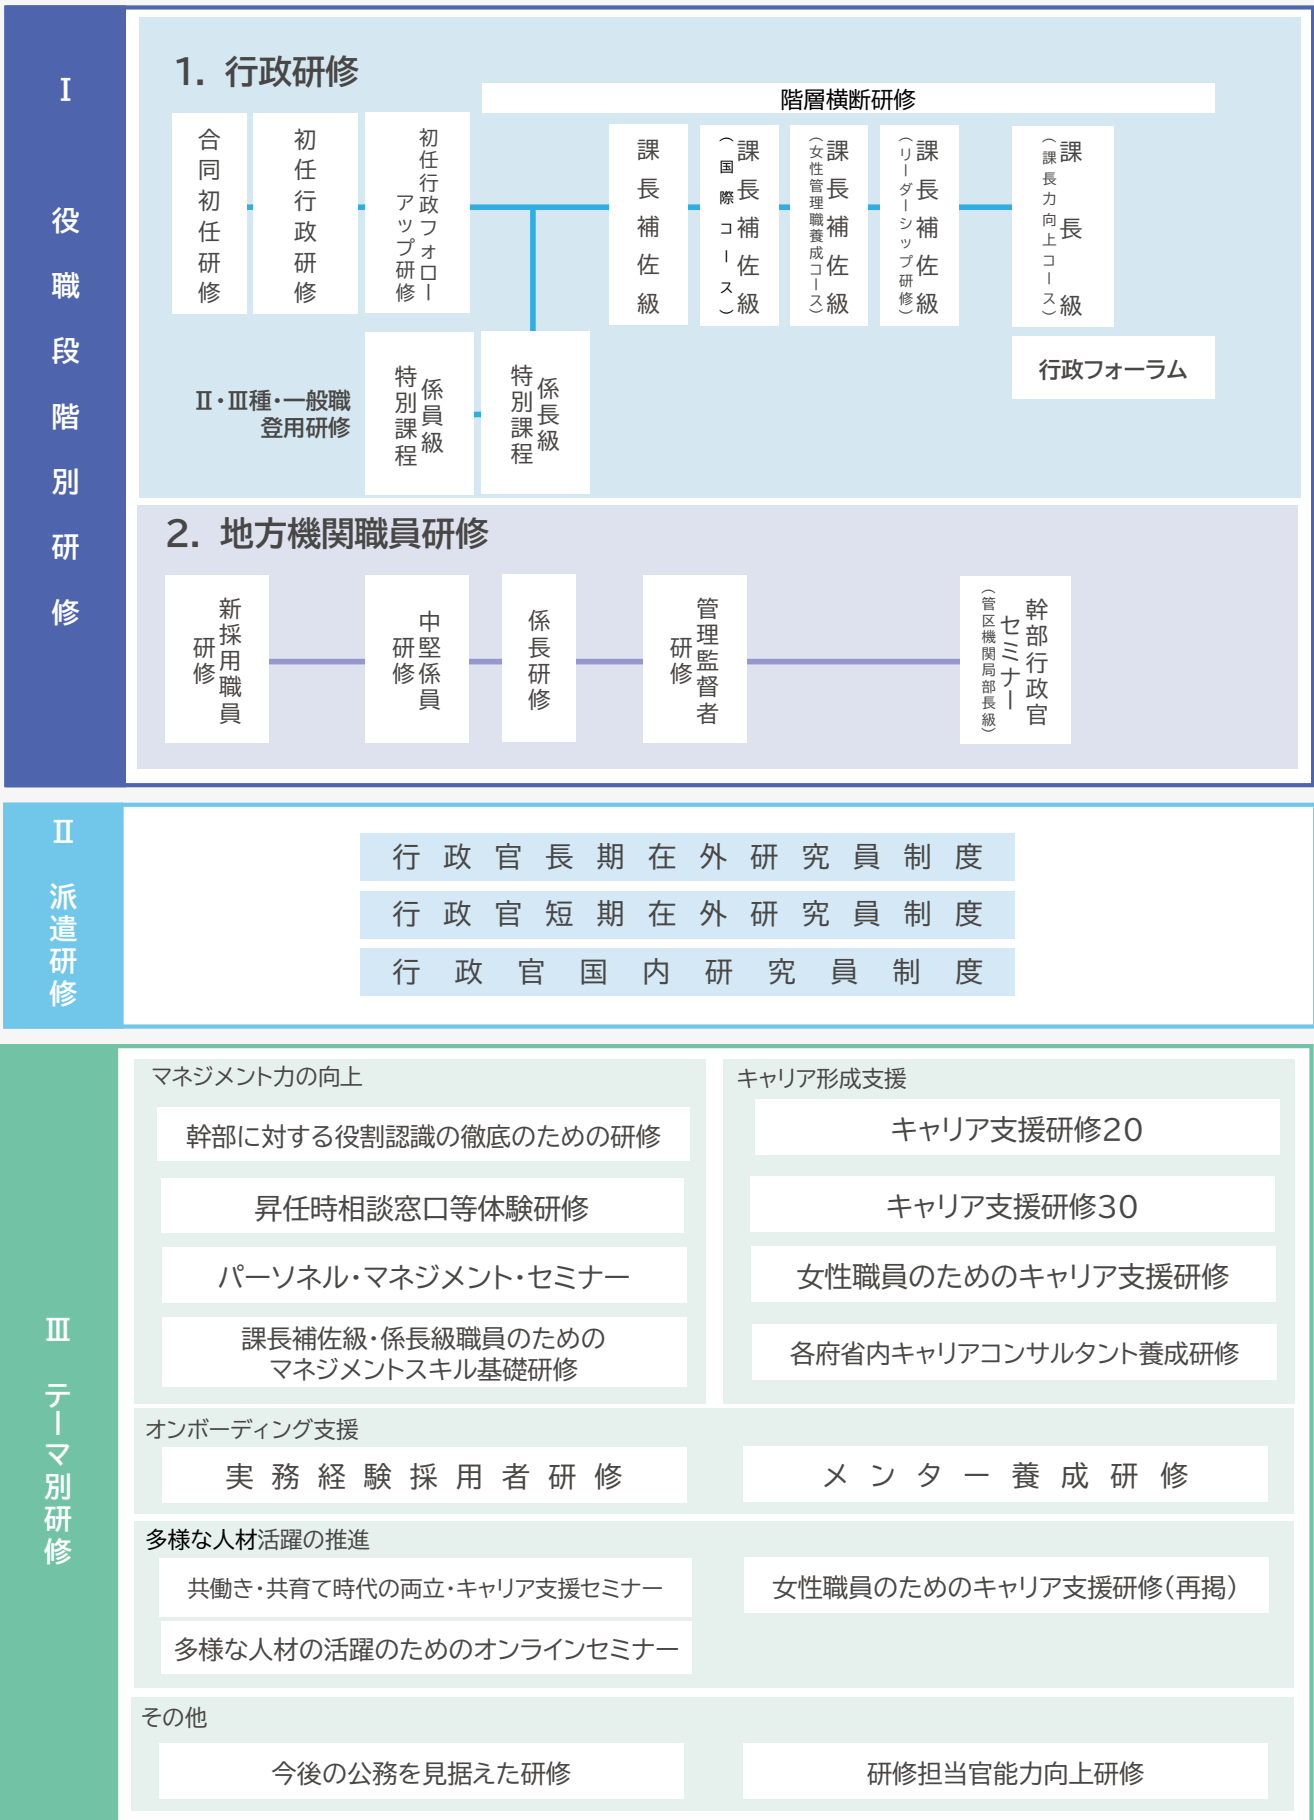 Ⅰ 役職段階別研修
1. 行政研修
階層横断研修
合同初任研修
初任行政研修
初任行政フォロー
アップ研修
課長補佐級
課長補佐級
（国際コース）
課長補佐級
（女性管理職養成コース）
課長補佐級
（リーダーシップ研修）
課長級
（課長力向上コース）
行政フォーラム
Ⅱ・Ⅲ種・一般職
登用研修
係員級
特別課程
係長級
特別課程
2. 地方機関職員研修
新採用職員
研修
中堅係員
研修
係長研修
管理監督者
研修
幹部行政官
セミナー
（管区機関局部長級）
Ⅱ 派遣研修
行政官長期在外研究員制度
行政官短期在外研究員制度
行政官国内研究員制度
Ⅲ テーマ別研修
マネジメント力の向上
幹部に対する役割認識の徹底のための研修
昇任時相談窓口等体験研修
パーソネル・マネジメント・セミナー
課長補佐級・係長級職員のための
マネジメントスキル基礎研修
キャリア形成支援
キャリア支援研修20
キャリア支援研修30
女性職員のためのキャリア支援研修
各府省内キャリアコンサルタント養成研修
オンボーディング支援
実務経験採用者研修
メンター養成研修
多様な人材活躍の推進
共働き・共育て時代の両立・キャリア支援セミナー
女性職員のためのキャリア支援研修（再掲）
多様な人材の活躍のためのオンラインセミナー
その他
今後の公務を見据えた研修
研修担当官能力向上研修